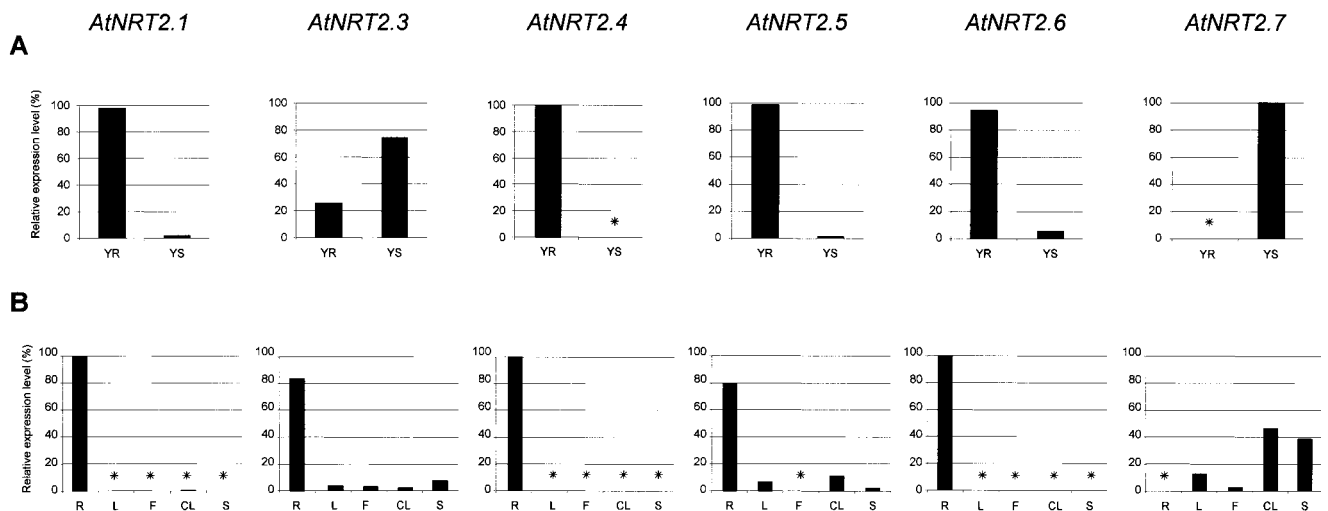 AtNRT2.1 AtNRT2.3 AtNRT2.4 AtNRT2.5 AtNRT2.6 AtNRT2.7
A
Relative expression level (%)
100 100 100 100 100 100
80 80 80 80 80 80
60 60 60 60 60 60
40 40 40 40 40 40
20 20 20 * 20 20 20 *
0 0 0 0 0 0
YR YS YR YS YR YS YR YS YR YS YR YS
B
Relative expression level (%)
100 100 100 100 100 100
80 80 80 80 80 80
60 60 60 60 60 60
40 40 40 40 40 40
20 * * * * 20 20 * * * * 20 * 20 * * * * 20 *
0 0 0 0 0 0
R L F CL S R L F CL S R L F CL S R L F CL S R L F CL S R L F CL S